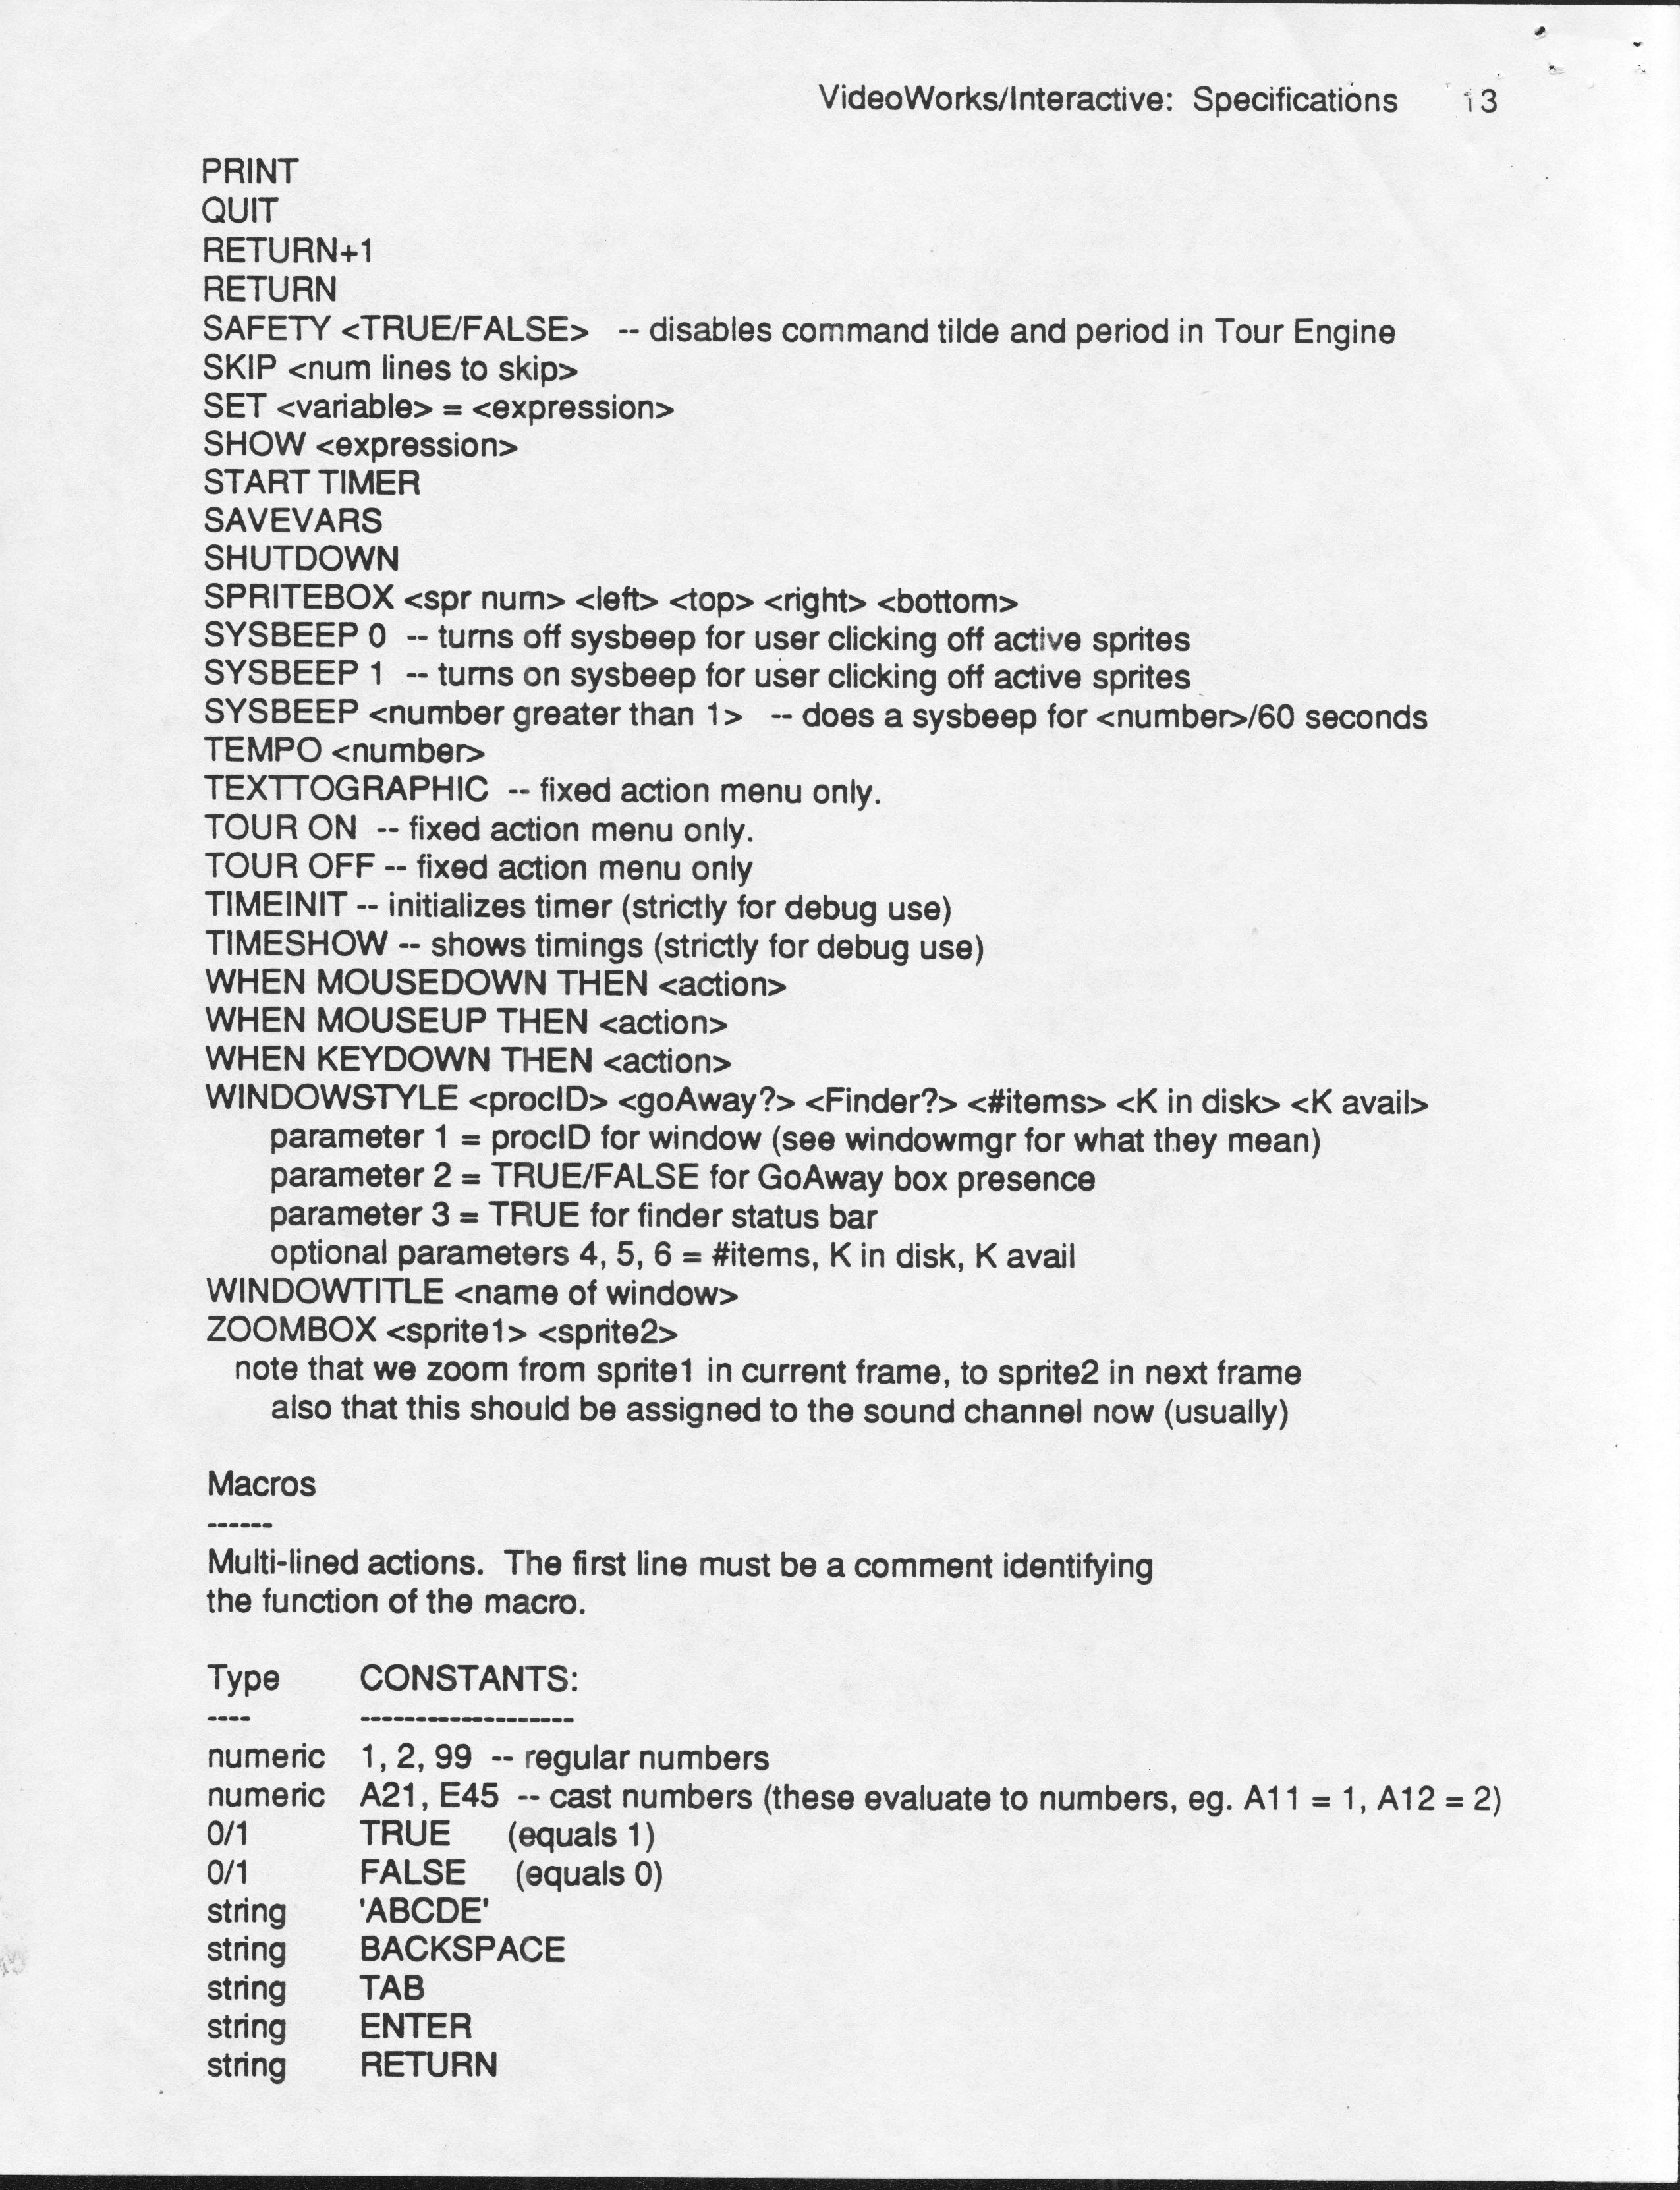 VideoWorks/Interactive: Specifications 13
PRINT
QUIT
RETURN+1
RETURN
SAFETY <TRUE/FALSE> -- disables command tilde and period in Tour Engine
SKIP <num lines to skip>
SET <variable> = <expression>
SHOW <expression>
START TIMER
SAVEVARS
SHUTDOWN
SPRITEBOX <spr num> <left> <top> <right> <bottom>
SYSBEEP 0 -- turns off sysbeep for user clicking off active sprites
SYSBEEP 1 -- turns on sysbeep for user clicking off active sprites
SYSBEEP <number greater than 1> -- does a sysbeep for <number>/60 seconds
TEMPO <number>
TEXTTOGRAPHIC -- fixed action menu only.
TOUR ON -- fixed action menu only.
TOUR OFF -- fixed action menu only
TIMEINIT -- initializes timer (strictly for debug use)
TIMESHOW -- shows timings (strictly for debug use)
WHEN MOUSEDOWN THEN <action>
WHEN MOUSEUP THEN <action>
WHEN KEYDOWN THEN <action>
WINDOWSTYLE <procID> <goAway?> <Finder?> <#items> <K in disk> <K avail>
parameter 1 = procID for window (see windowmgr for what they mean)
parameter 2 = TRUE/FALSE for GoAway box presence
parameter 3 = TRUE for finder status bar
optional parameters 4, 5, 6 = #items, K in disk, K avail
WINDOWTITLE <name of window>
ZOOMBOX <sprite1> <sprite2>
note that we zoom from sprite1 in current frame, to sprite2 in next frame
also that this should be assigned to the sound channel now (usually)
Macros
------
Multi-lined actions. The first line must be a comment identifying
the function of the macro.
Type CONSTANTS:
---- -------------------
numeric 1, 2, 99 -- regular numbers
numeric A21, E45 -- cast numbers (these evaluate to numbers, eg. A11 = 1, A12 = 2)
0/1 TRUE (equals 1)
0/1 FALSE (equals 0)
string 'ABCDE'
string BACKSPACE
string TAB
string ENTER
string RETURN